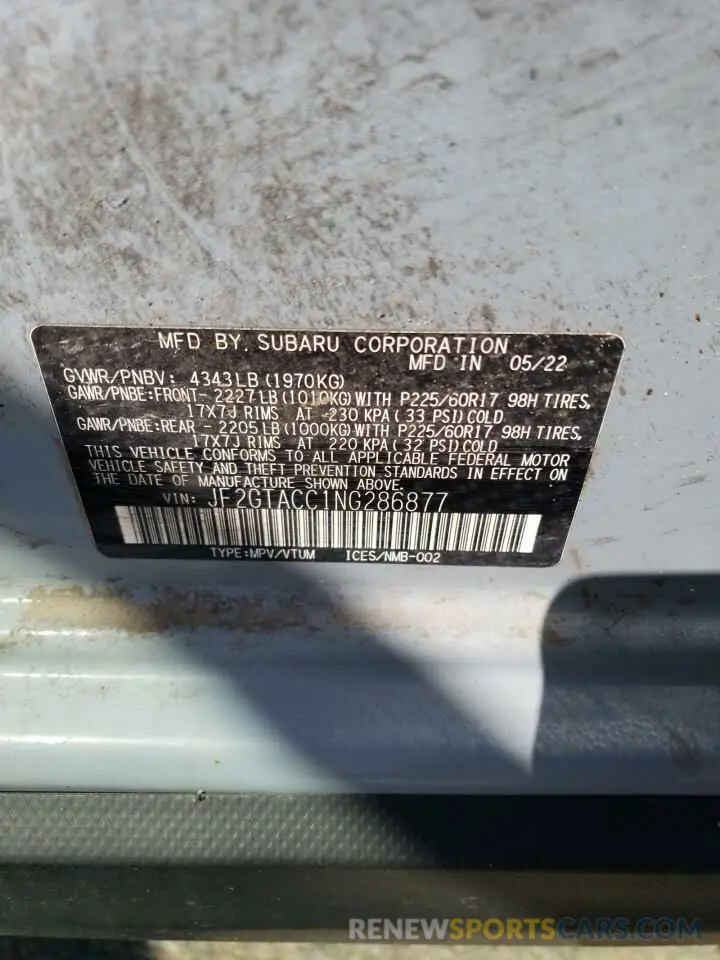 MFD BY. SUBARU CORPORATION
MFD IN 05/22
GVWR/PNBV: 4343LB(1970KG)
GAWR/PNBE:FRONT- 2227LB(1010KG)WITH P225/60R17 98H TIRES,
17X7J RIMS AT 230 KPA( 33 PSI)COLD
GAWR/PNBE:REAR - 2205LB(1000KG)WITH P225/60R17 98H TIRES,
17X7J RIMS AT 220 KPA( 32 PSI)COLD
THIS VEHICLE CONFORMS TO ALL APPLICABLE FEDERAL MOTOR
VEHICLE SAFETY AND THEFT PREVENTION STANDARDS IN EFFECT ON
THE DATE OF MANUFACTURE SHOWN ABOVE.
VIN: JF2GTACC1NG286877
TYPE:MPV/VTUM ICES/NMB-002
RENEWSPORTSCARS.COM